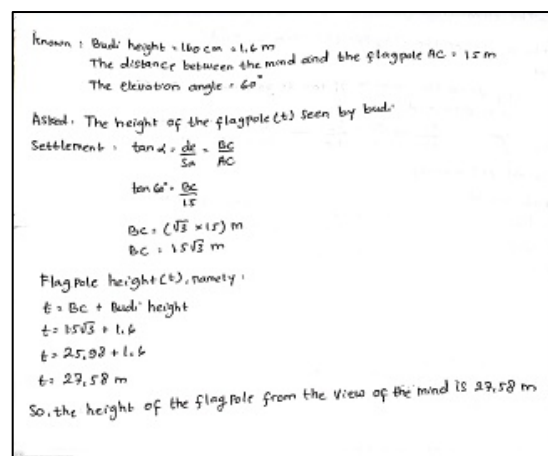 Known : Budi height = 160 cm = 1,6 m
The distance between the mind and the flagpole AC = 15 m
The elevation angle = 60°
Asked. The height of the flagpole (t) seen by budi
Settlement : tan α = de/sa = BC/AC
tan 60° = BC/15
BC = (√3 × 15) m
BC = 15√3 m
Flag Pole height (t), namely :
t = BC + Budi height
t = 15√3 + 1.6
t = 25,98 + 1.6
t = 27,58 m
So, the height of the flag pole from the view of the mind is 27,58 m